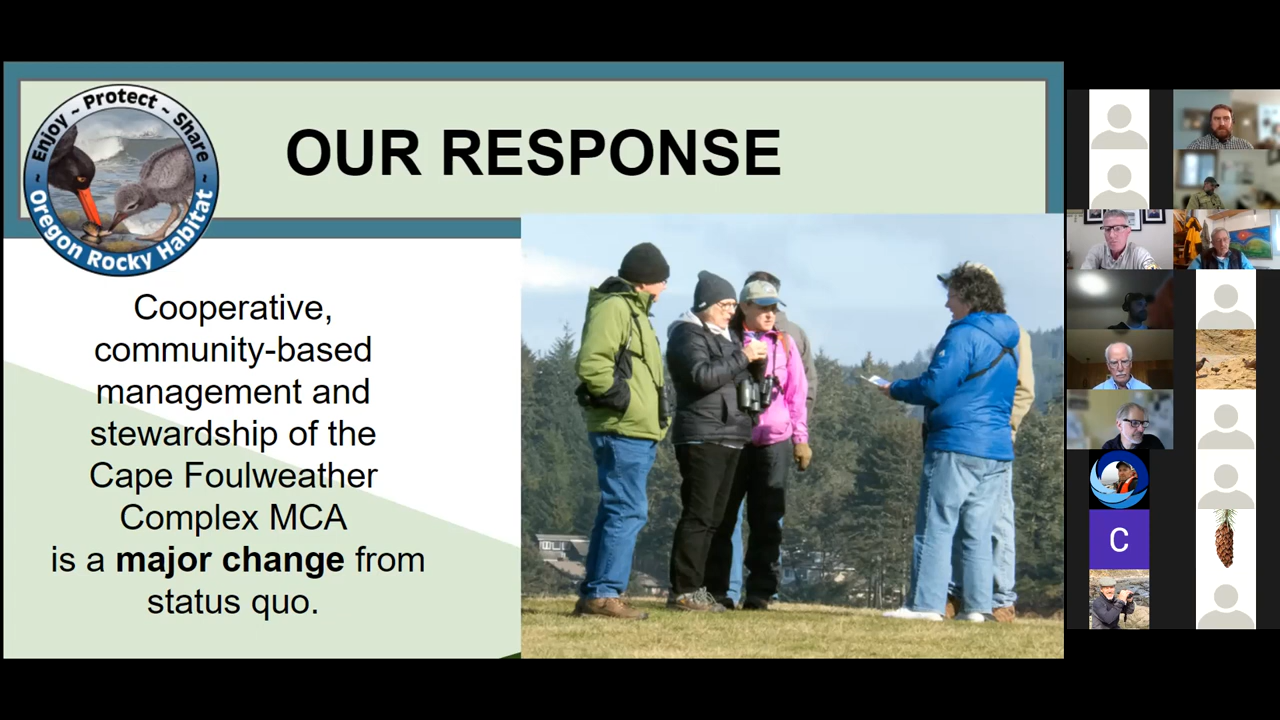 ~ Enjoy ~ Protect ~ Share ~
Oregon Rocky Habitat
OUR RESPONSE
Cooperative,
community-based
management and
stewardship of the
Cape Foulweather
Complex MCA
is a major change from
status quo.
C